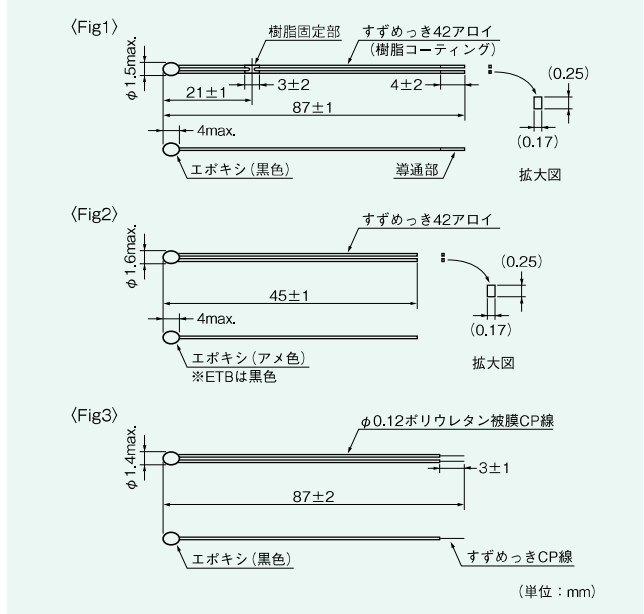 〈Fig1〉
樹脂固定部
すずめっき42アロイ
(樹脂コーティング)
φ1.5max.
3±2
4±2
21±1
87±1
(0.25)
(0.17)
拡大図
4max.
エポキシ(黒色)
導通部
〈Fig2〉
すずめっき42アロイ
φ1.6max.
45±1
(0.25)
(0.17)
拡大図
4max.
エポキシ(アメ色)
※ETBは黒色
〈Fig3〉
φ0.12ポリウレタン被膜CP線
φ1.4max.
3±1
87±2
エポキシ(黒色)
すずめっきCP線
(単位：mm)